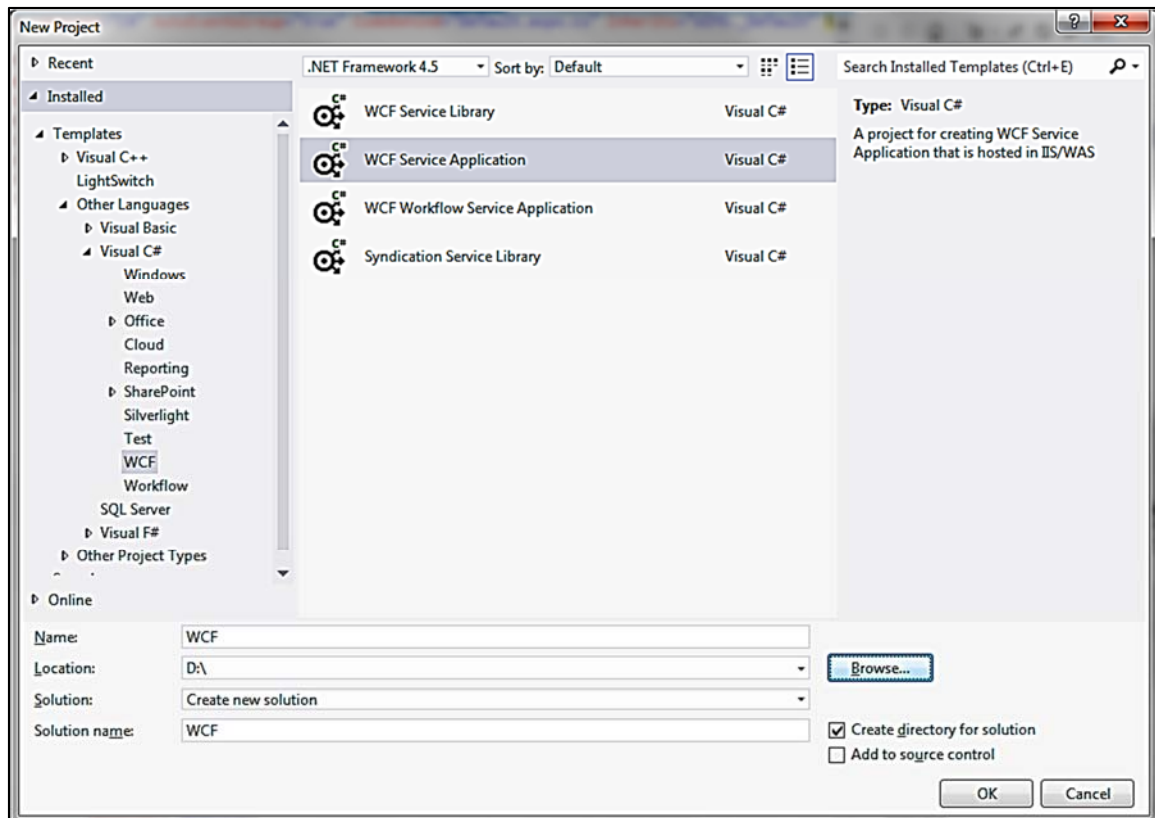 New Project
Recent
.NET Framework 4.5 Sort by: Default
Search Installed Templates (Ctrl+E)
Installed
Templates
Visual C++
LightSwitch
Other Languages
Visual Basic
Visual C#
Windows
Web
Office
Cloud
Reporting
SharePoint
Silverlight
Test
WCF
Workflow
SQL Server
Visual F#
Other Project Types
Online
C# WCF Service Library Visual C#
C# WCF Service Application Visual C#
C# WCF Workflow Service Application Visual C#
C# Syndication Service Library Visual C#
Type: Visual C#
A project for creating WCF Service
Application that is hosted in IIS/WAS
Name: WCF
Location: D:\
Browse...
Solution: Create new solution
Solution name: WCF
Create directory for solution
Add to source control
OK Cancel